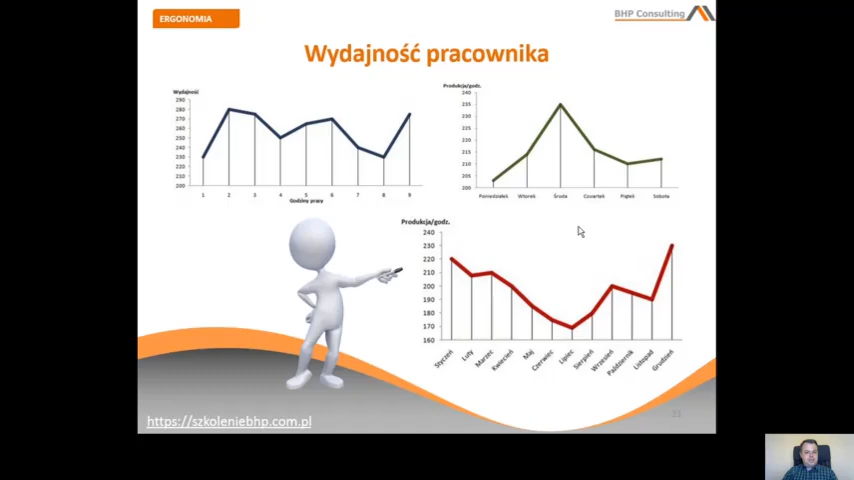 ERGONOMIA
BHP Consulting
Wydajność pracownika
Wydajność
290
280
270
260
250
240
230
220
210
200
1 2 3 4 5 6 7 8 9
Godziny pracy
Produkcja/godz.
240
235
230
225
220
215
210
205
200
Poniedziałek Wtorek Środa Czwartek Piątek Sobota
Produkcja/godz.
240
230
220
210
200
190
180
170
160
Styczeń Luty Marzec Kwiecień Maj Czerwiec Lipiec Sierpień Wrzesień Październik Listopad Grudzień
https://szkoleniebhp.com.pl